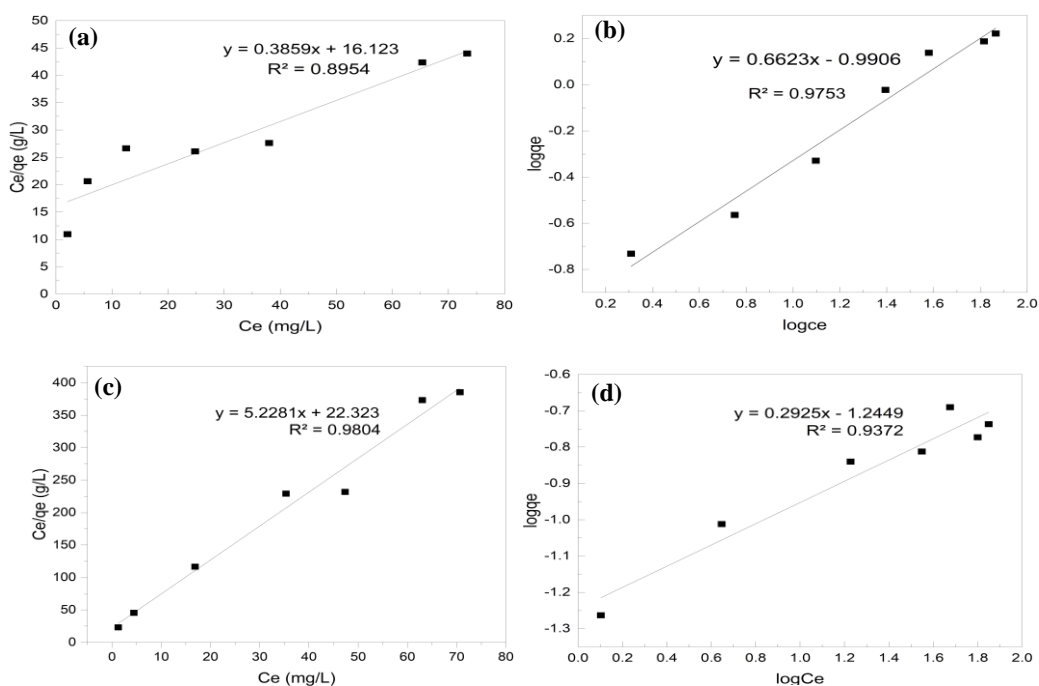 (a)
y = 0.3859x + 16.123
R² = 0.8954
50
45
40
35
30
25
20
15
10
5
0
Ce/qe (g/L)
0 10 20 30 40 50 60 70 80
Ce (mg/L)
(b)
y = 0.6623x - 0.9906
R² = 0.9753
0.2
0.0
-0.2
-0.4
-0.6
-0.8
logqe
0.2 0.4 0.6 0.8 1.0 1.2 1.4 1.6 1.8 2.0
logce
(c)
y = 5.2281x + 22.323
R² = 0.9804
400
350
300
250
200
150
100
50
0
Ce/qe (g/L)
0 10 20 30 40 50 60 70 80
Ce (mg/L)
(d)
y = 0.2925x - 1.2449
R² = 0.9372
-0.6
-0.7
-0.8
-0.9
-1.0
-1.1
-1.2
-1.3
logqe
0.0 0.2 0.4 0.6 0.8 1.0 1.2 1.4 1.6 1.8 2.0
logCe